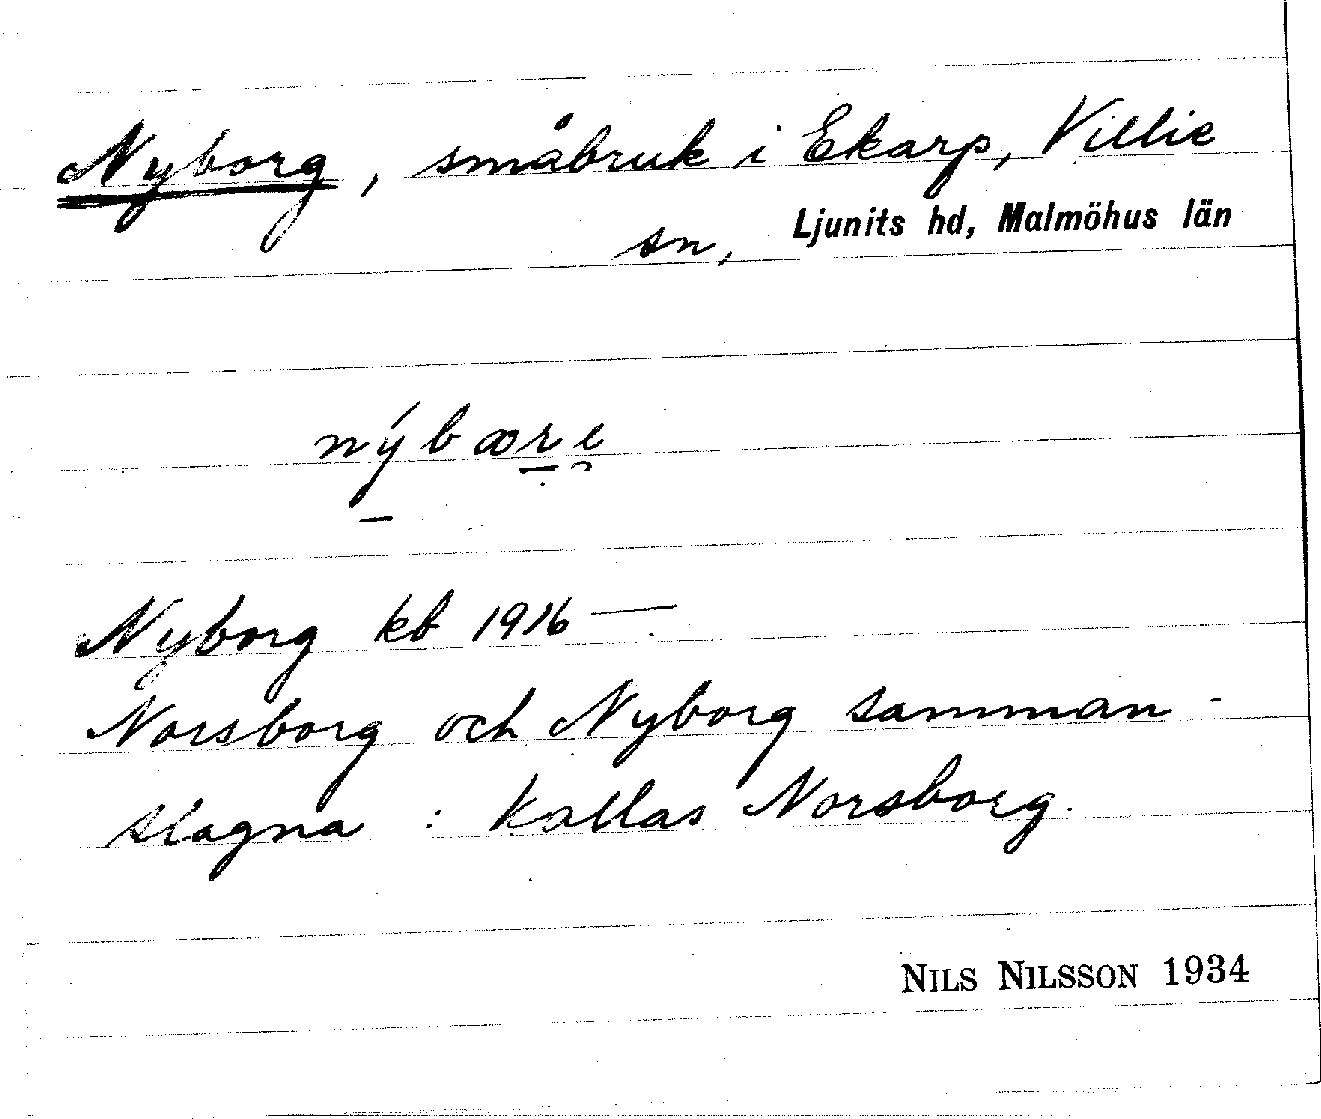 Nyborg, småbruk i Ekarp, Villie
sn, Ljunits hd, Malmöhus län
nýbœre
Nyborg kb 1916 —
Norsborg och Nyborg samman-
slagna : kallas Norsborg.
NILS NILSSON 1934